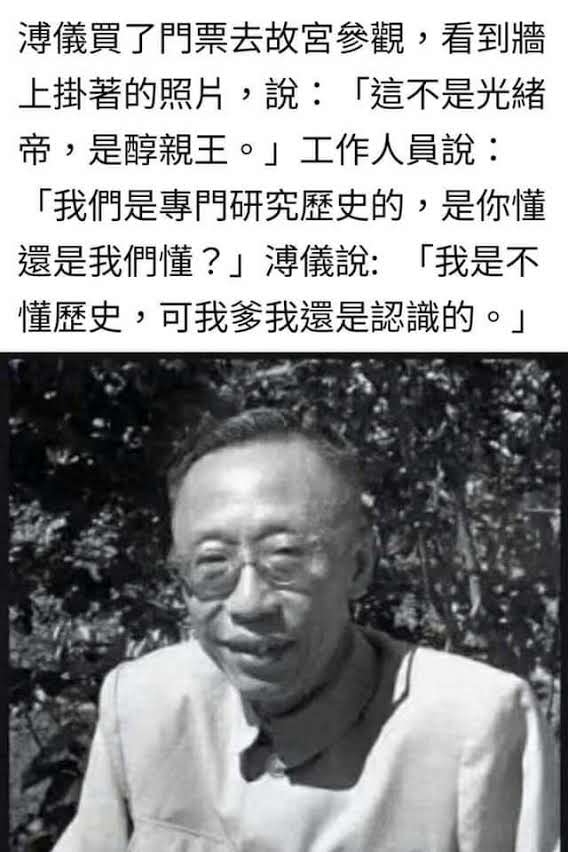 溥儀買了門票去故宮參觀，看到牆
上掛著的照片，說：「這不是光緒
帝，是醇親王。」工作人員說：
「我們是專門研究歷史的，是你懂
還是我們懂？」溥儀說:　「我是不
懂歷史，可我爹我還是認識的。」